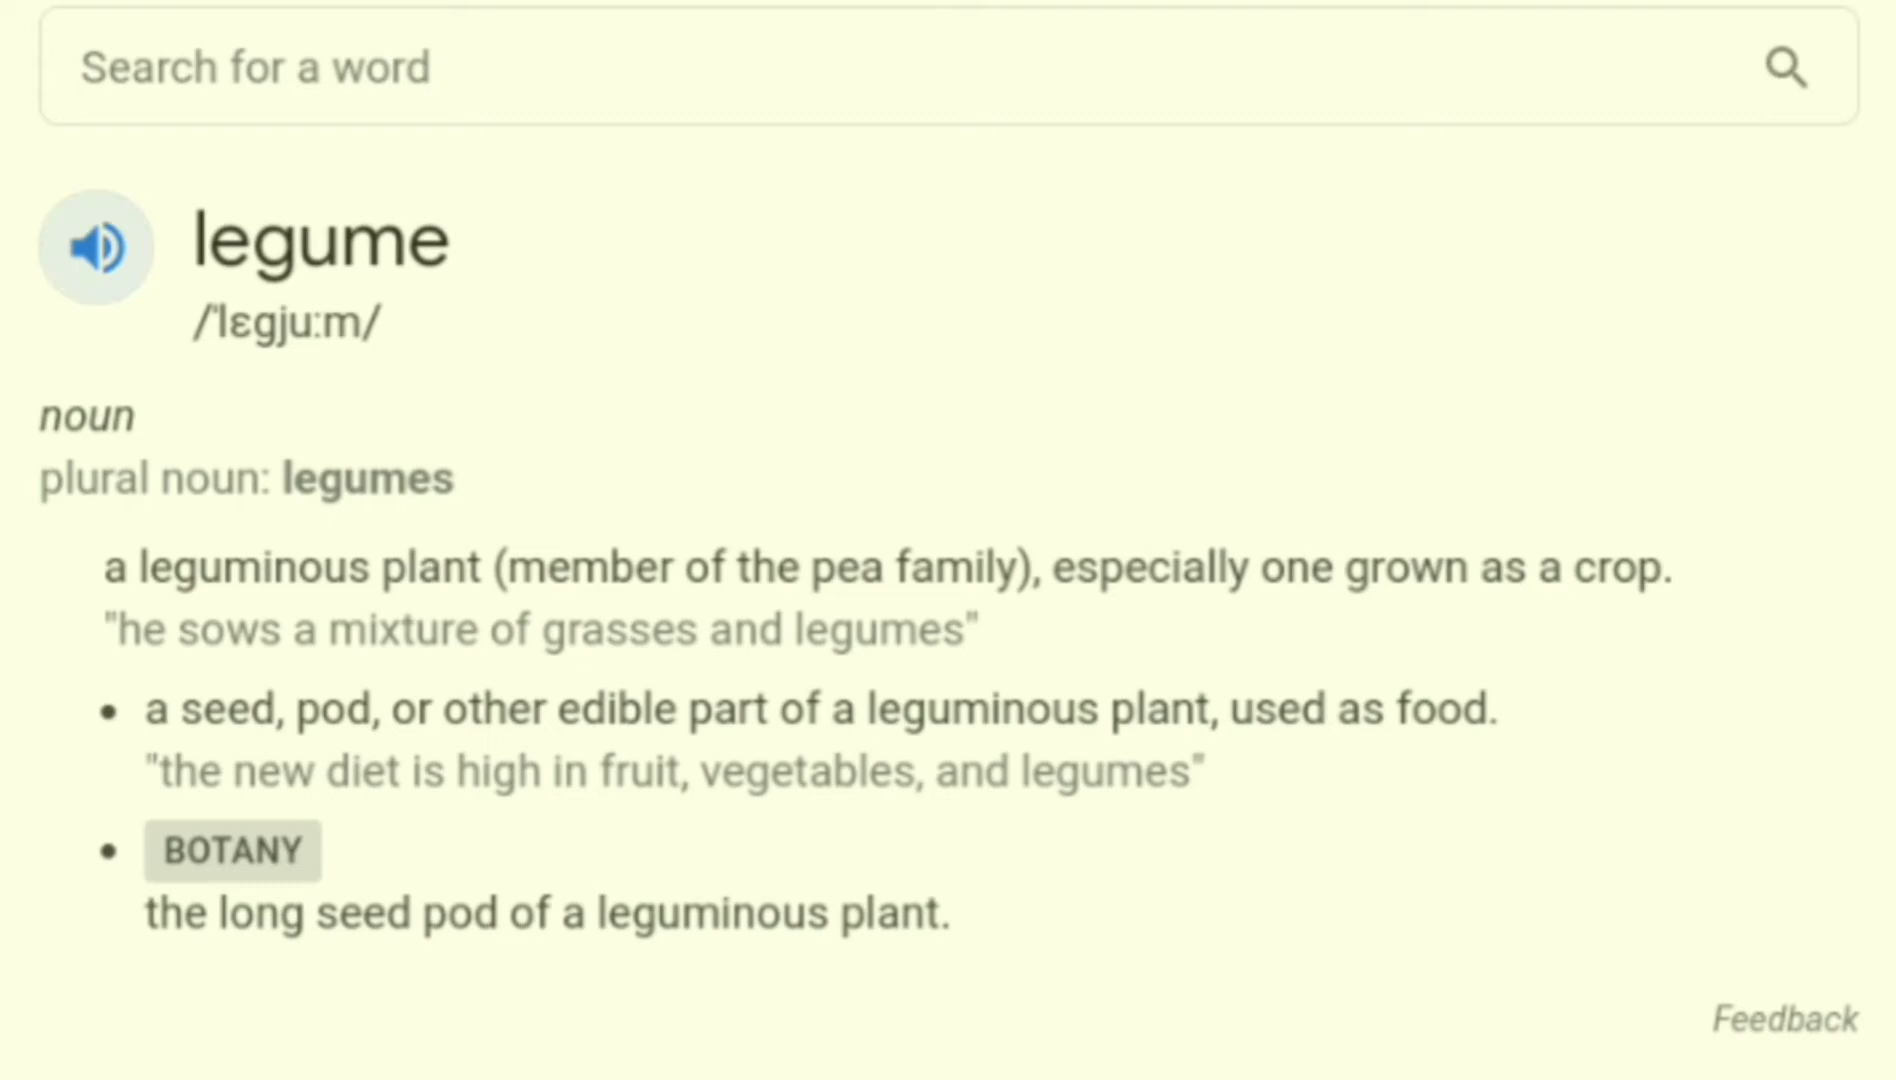 Search for a word
legume
/ˈlɛɡjuːm/
noun
plural noun: legumes
a leguminous plant (member of the pea family), especially one grown as a crop.
"he sows a mixture of grasses and legumes"
• a seed, pod, or other edible part of a leguminous plant, used as food.
"the new diet is high in fruit, vegetables, and legumes"
• BOTANY
the long seed pod of a leguminous plant.
Feedback